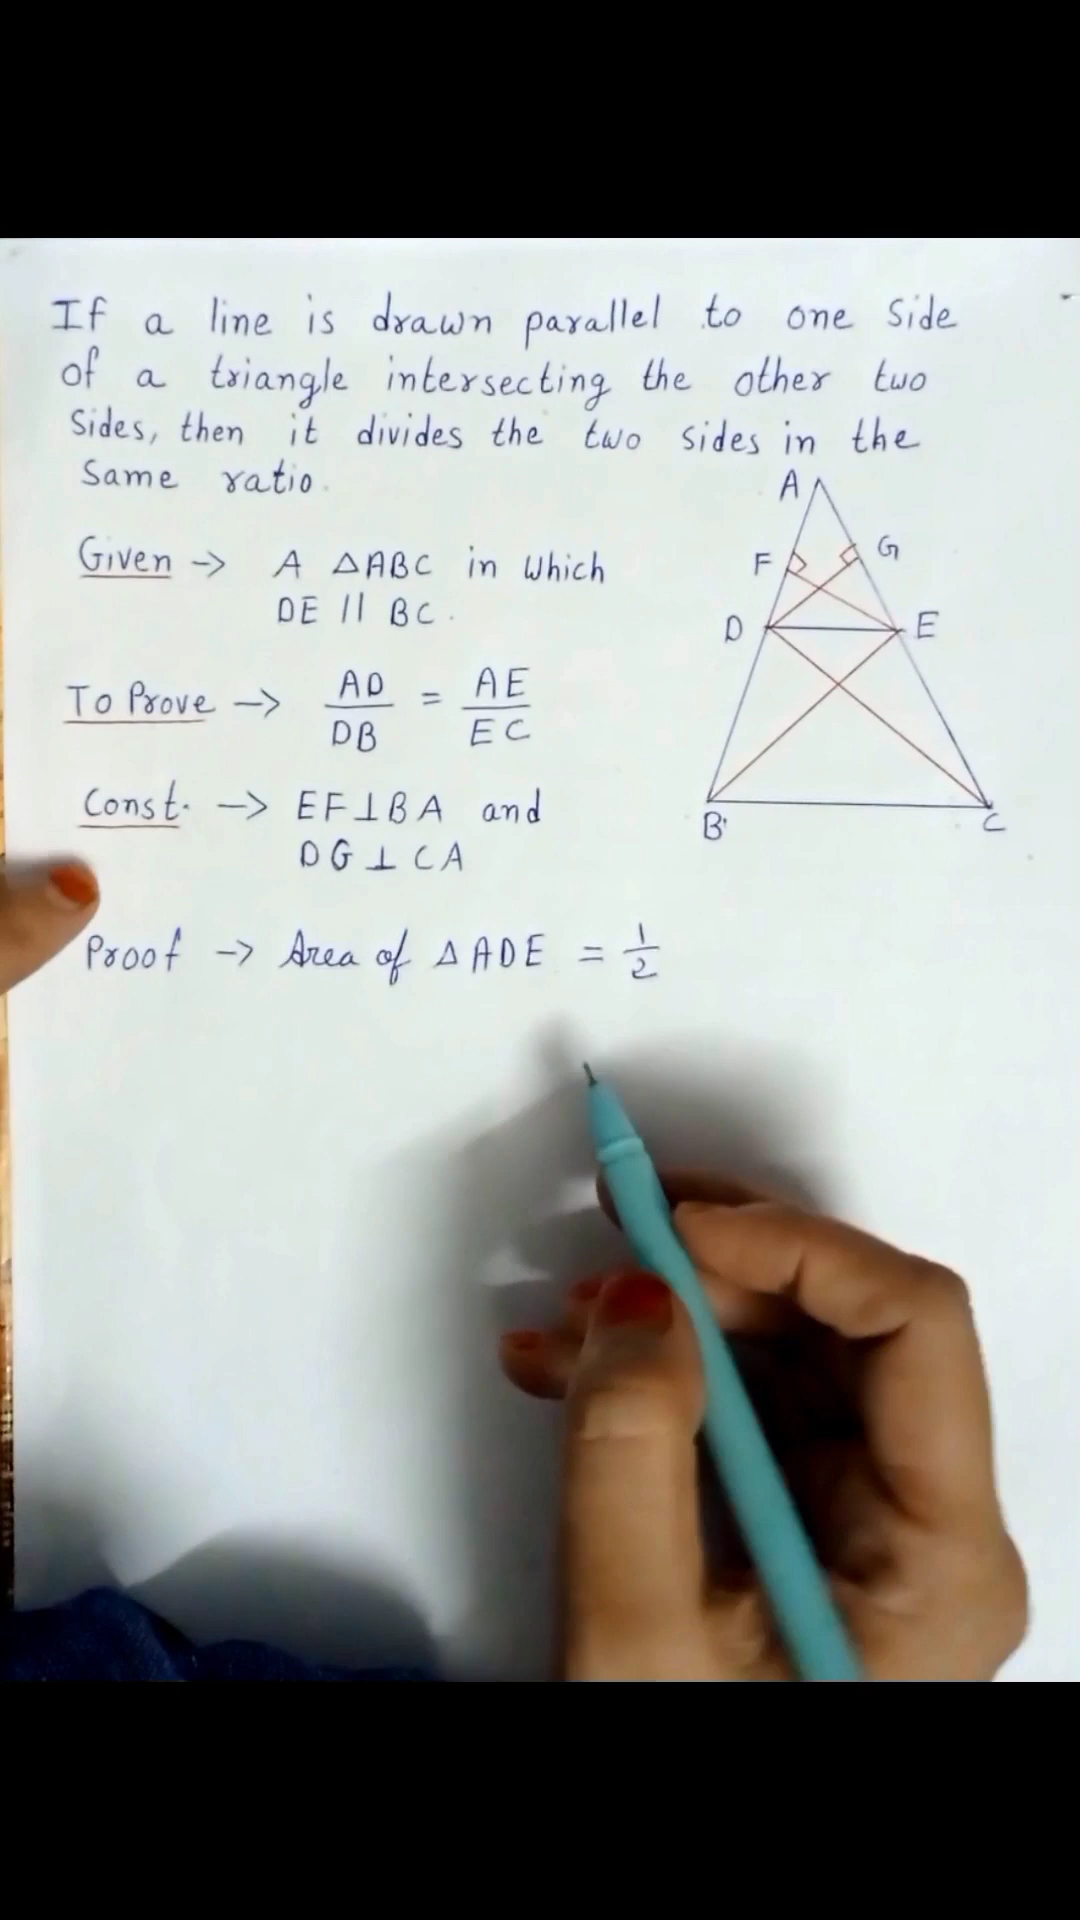 If a line is drawn parallel to one side
of a triangle intersecting the other two
sides, then it divides the two sides in the
same ratio.
A
Given -> A △ABC in which
DE || BC.
F
G
D
E
To Prove -> AD/DB = AE/EC
Const. -> EF⊥BA and
DG ⊥ CA
B
C
Proof -> Area of △ADE = 1/2